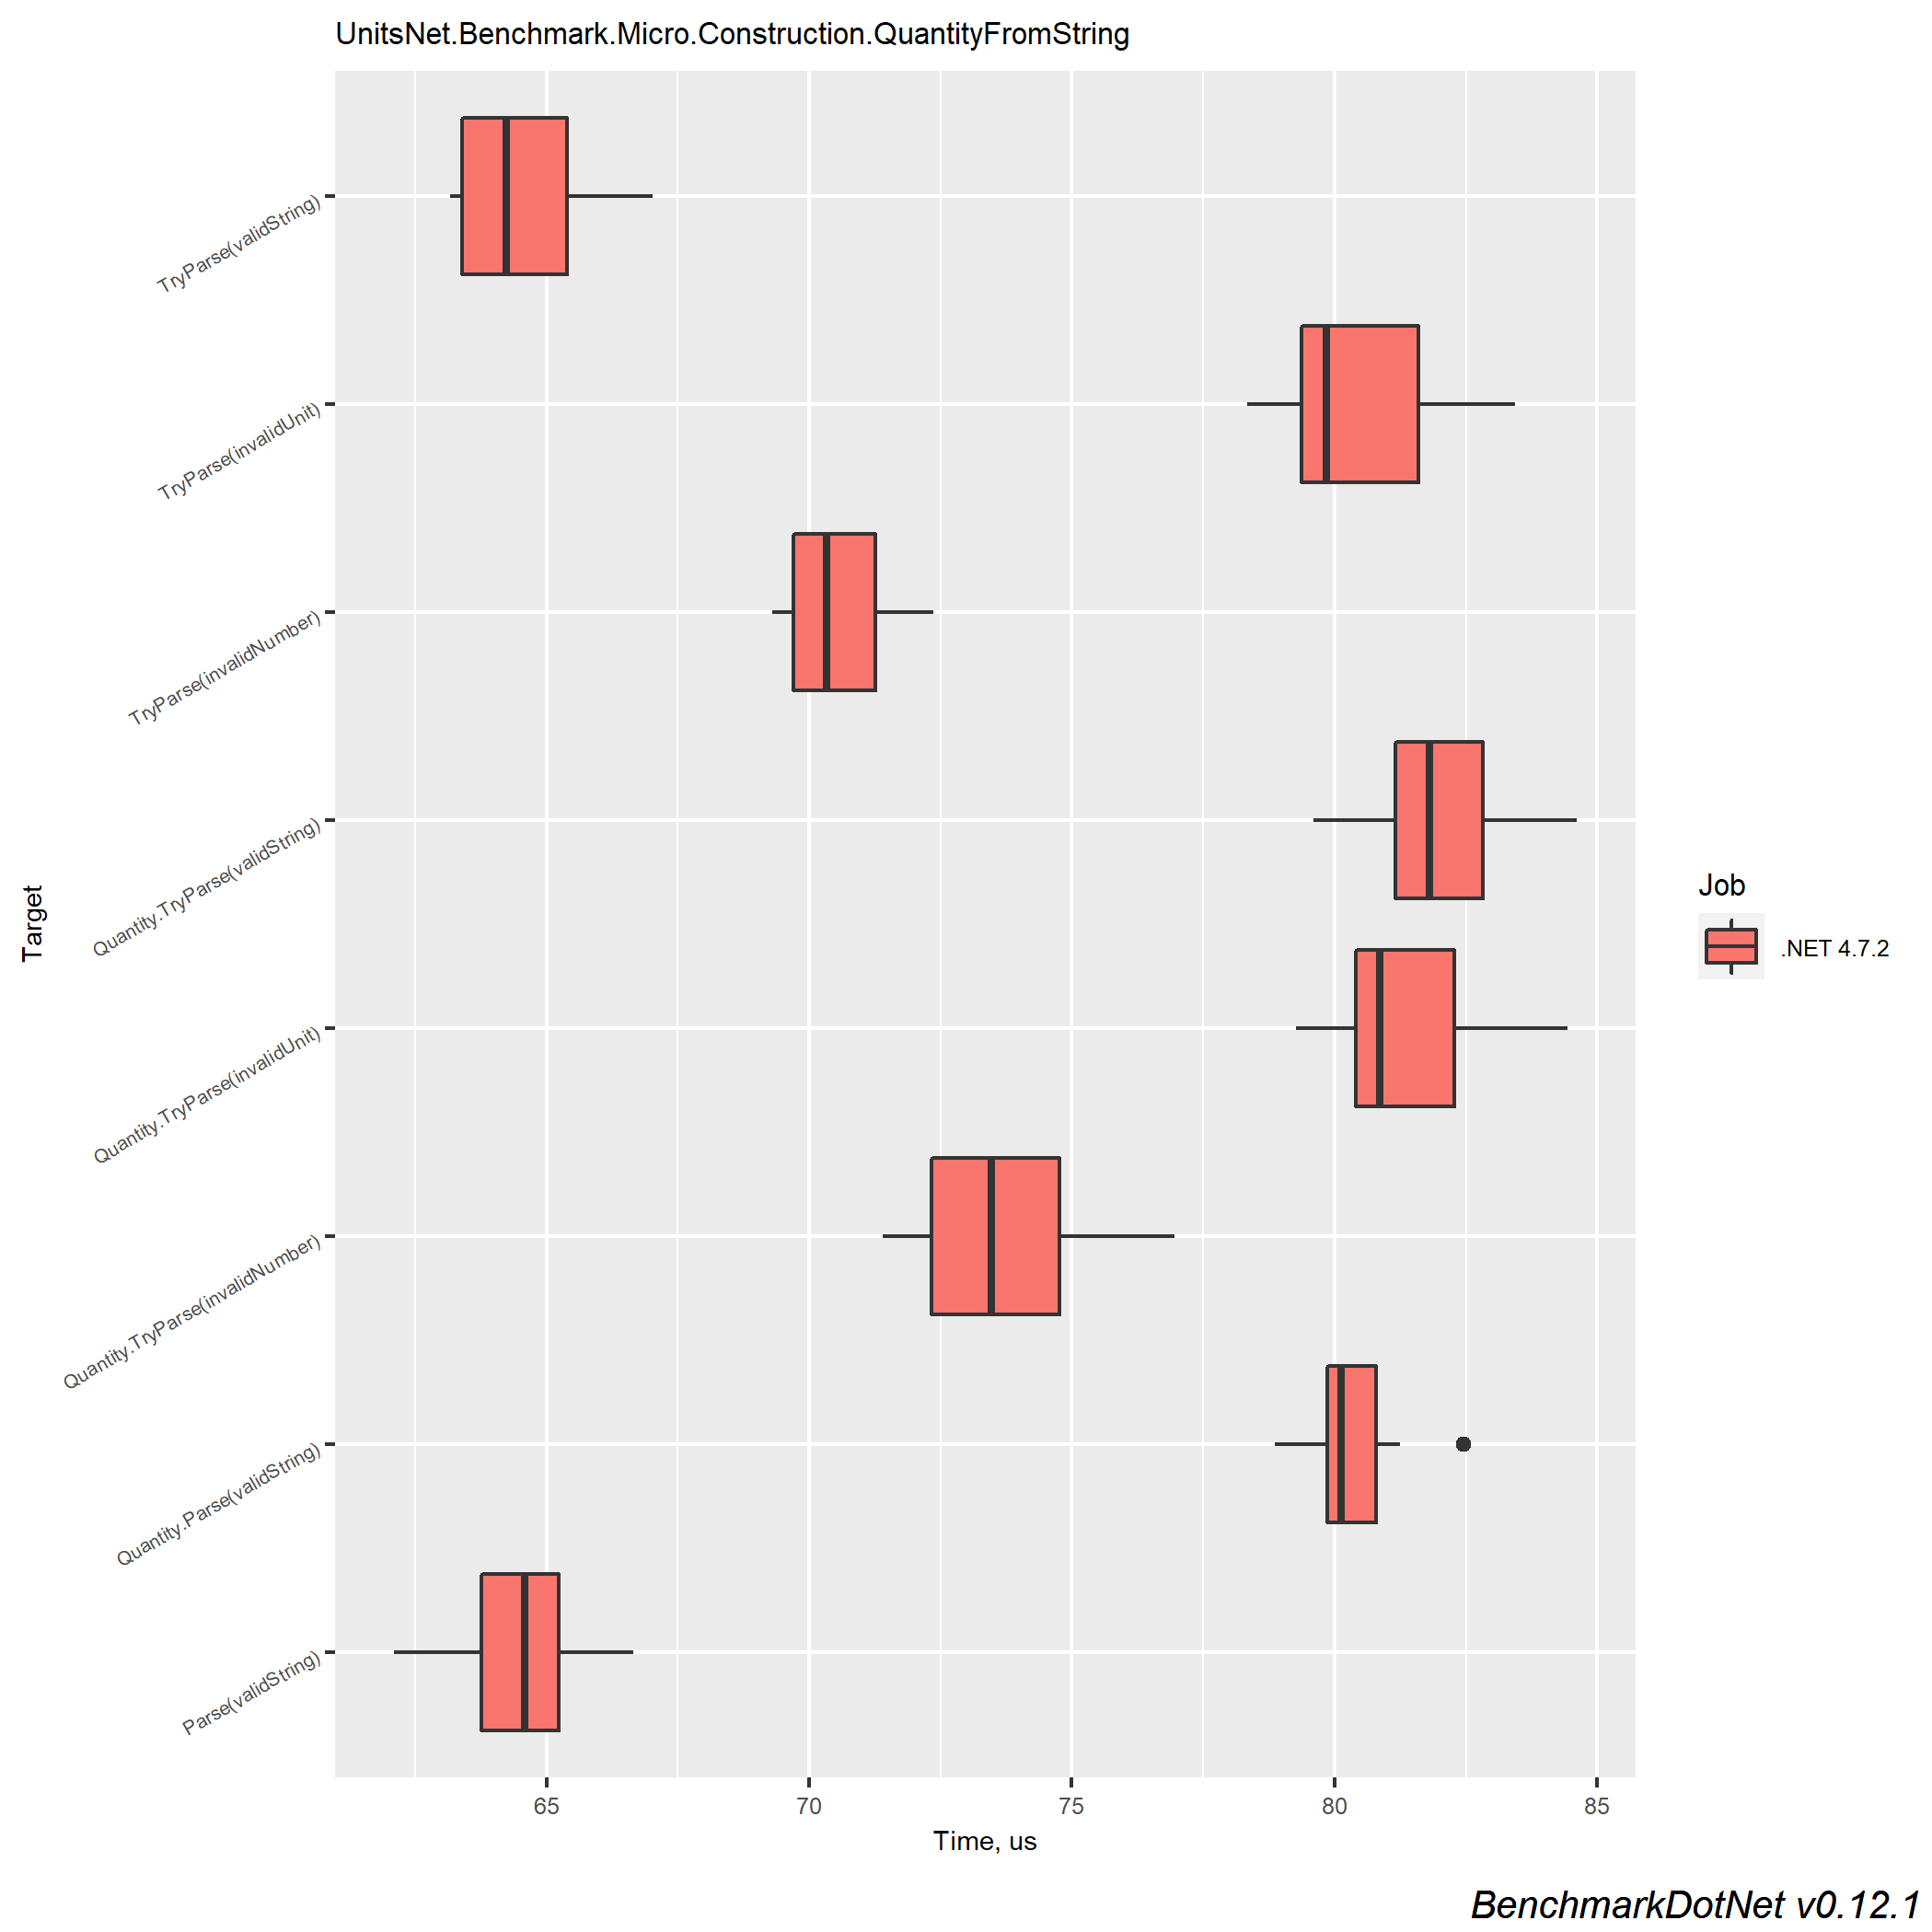 UnitsNet.Benchmark.Micro.Construction.QuantityFromString
TryParse(validString)
TryParse(invalidUnit)
TryParse(invalidNumber)
Quantity.TryParse(validString)
Quantity.TryParse(invalidUnit)
Quantity.TryParse(invalidNumber)
Quantity.Parse(validString)
Parse(validString)
Target
65 70 75 80 85
Time, us
Job
.NET 4.7.2
BenchmarkDotNet v0.12.1